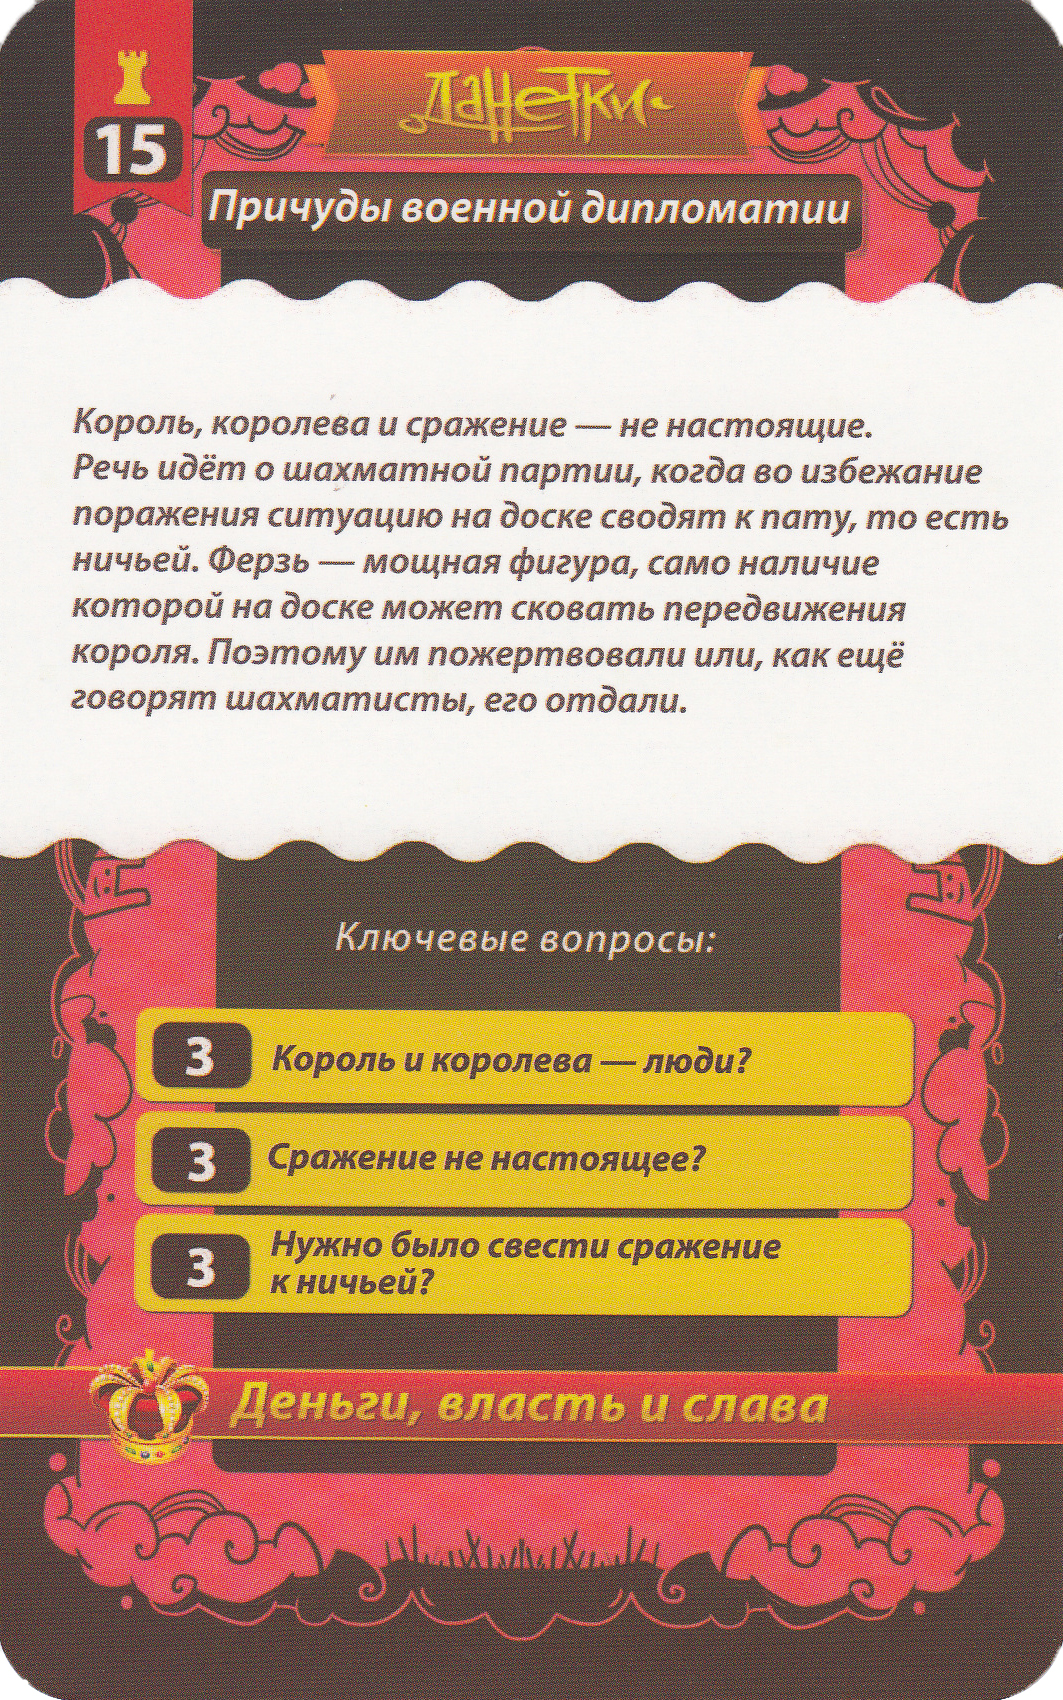 Данетки
15
Причуды военной дипломатии
Король, королева и сражение — не настоящие.
Речь идёт о шахматной партии, когда во избежание
поражения ситуацию на доске сводят к пату, то есть
ничьей. Ферзь — мощная фигура, само наличие
которой на доске может сковать передвижения
короля. Поэтому им пожертвовали или, как ещё
говорят шахматисты, его отдали.
Ключевые вопросы:
3 Король и королева — люди?
3 Сражение не настоящее?
3 Нужно было свести сражение
к ничьей?
Деньги, власть и слава